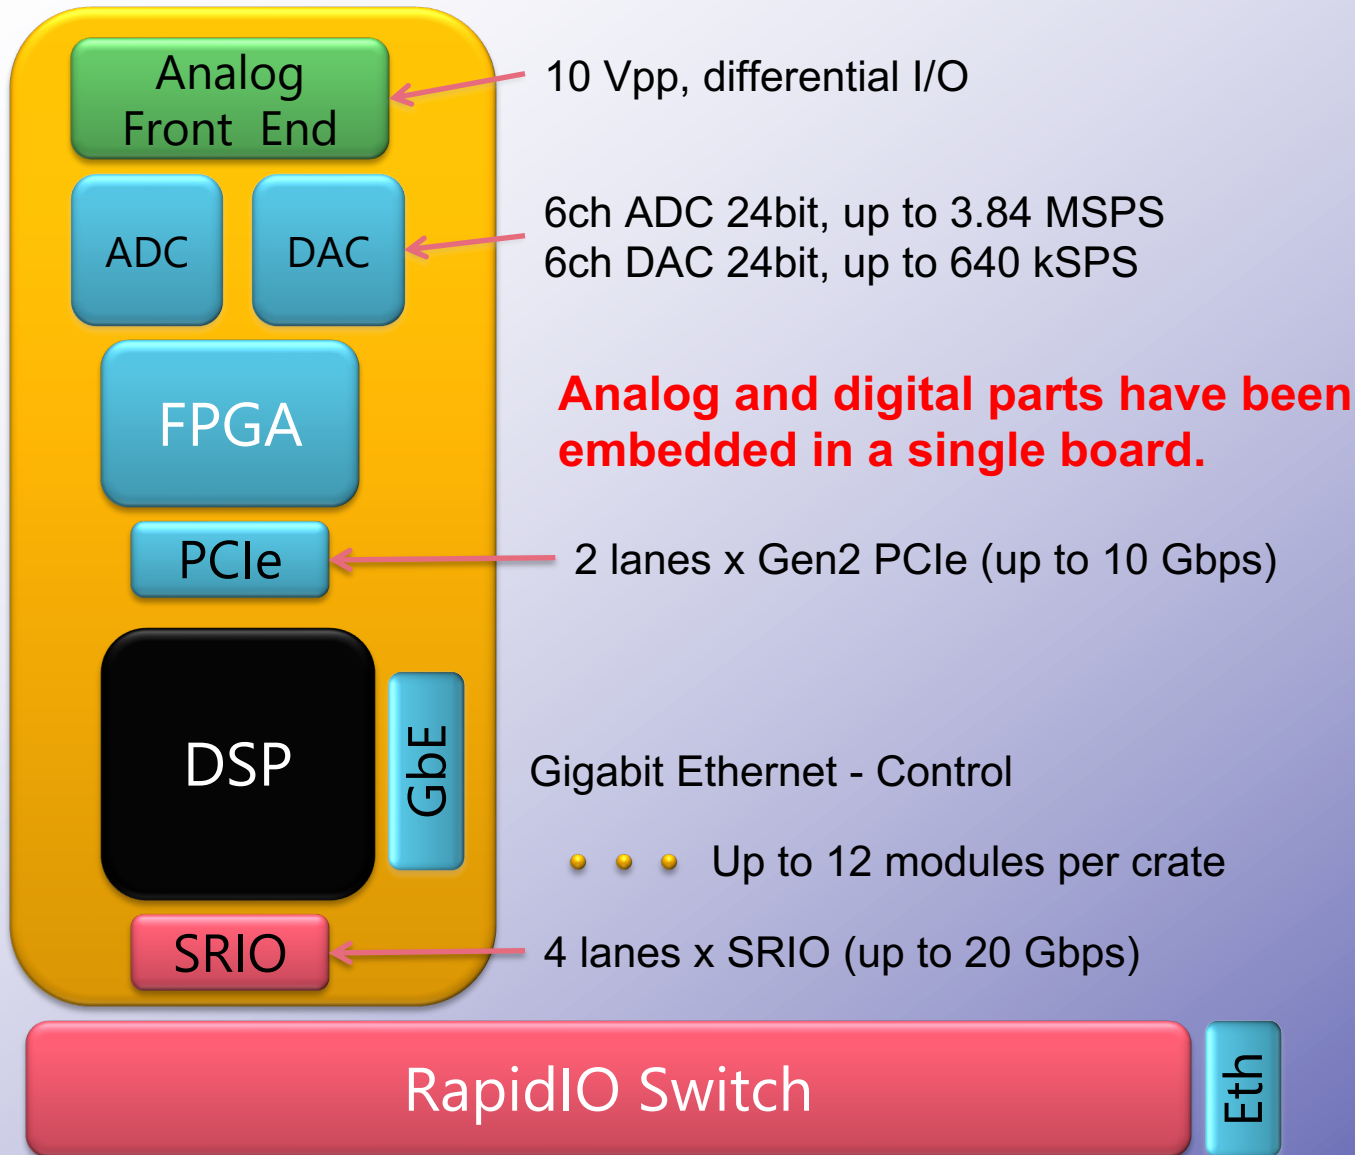 Analog
Front End
10 Vpp, differential I/O
ADC
DAC
6ch ADC 24bit, up to 3.84 MSPS
6ch DAC 24bit, up to 640 kSPS
FPGA
Analog and digital parts have been
embedded in a single board.
PCIe
2 lanes x Gen2 PCIe (up to 10 Gbps)
DSP
GbE
Gigabit Ethernet - Control
Up to 12 modules per crate
SRIO
4 lanes x SRIO (up to 20 Gbps)
RapidIO Switch
Eth